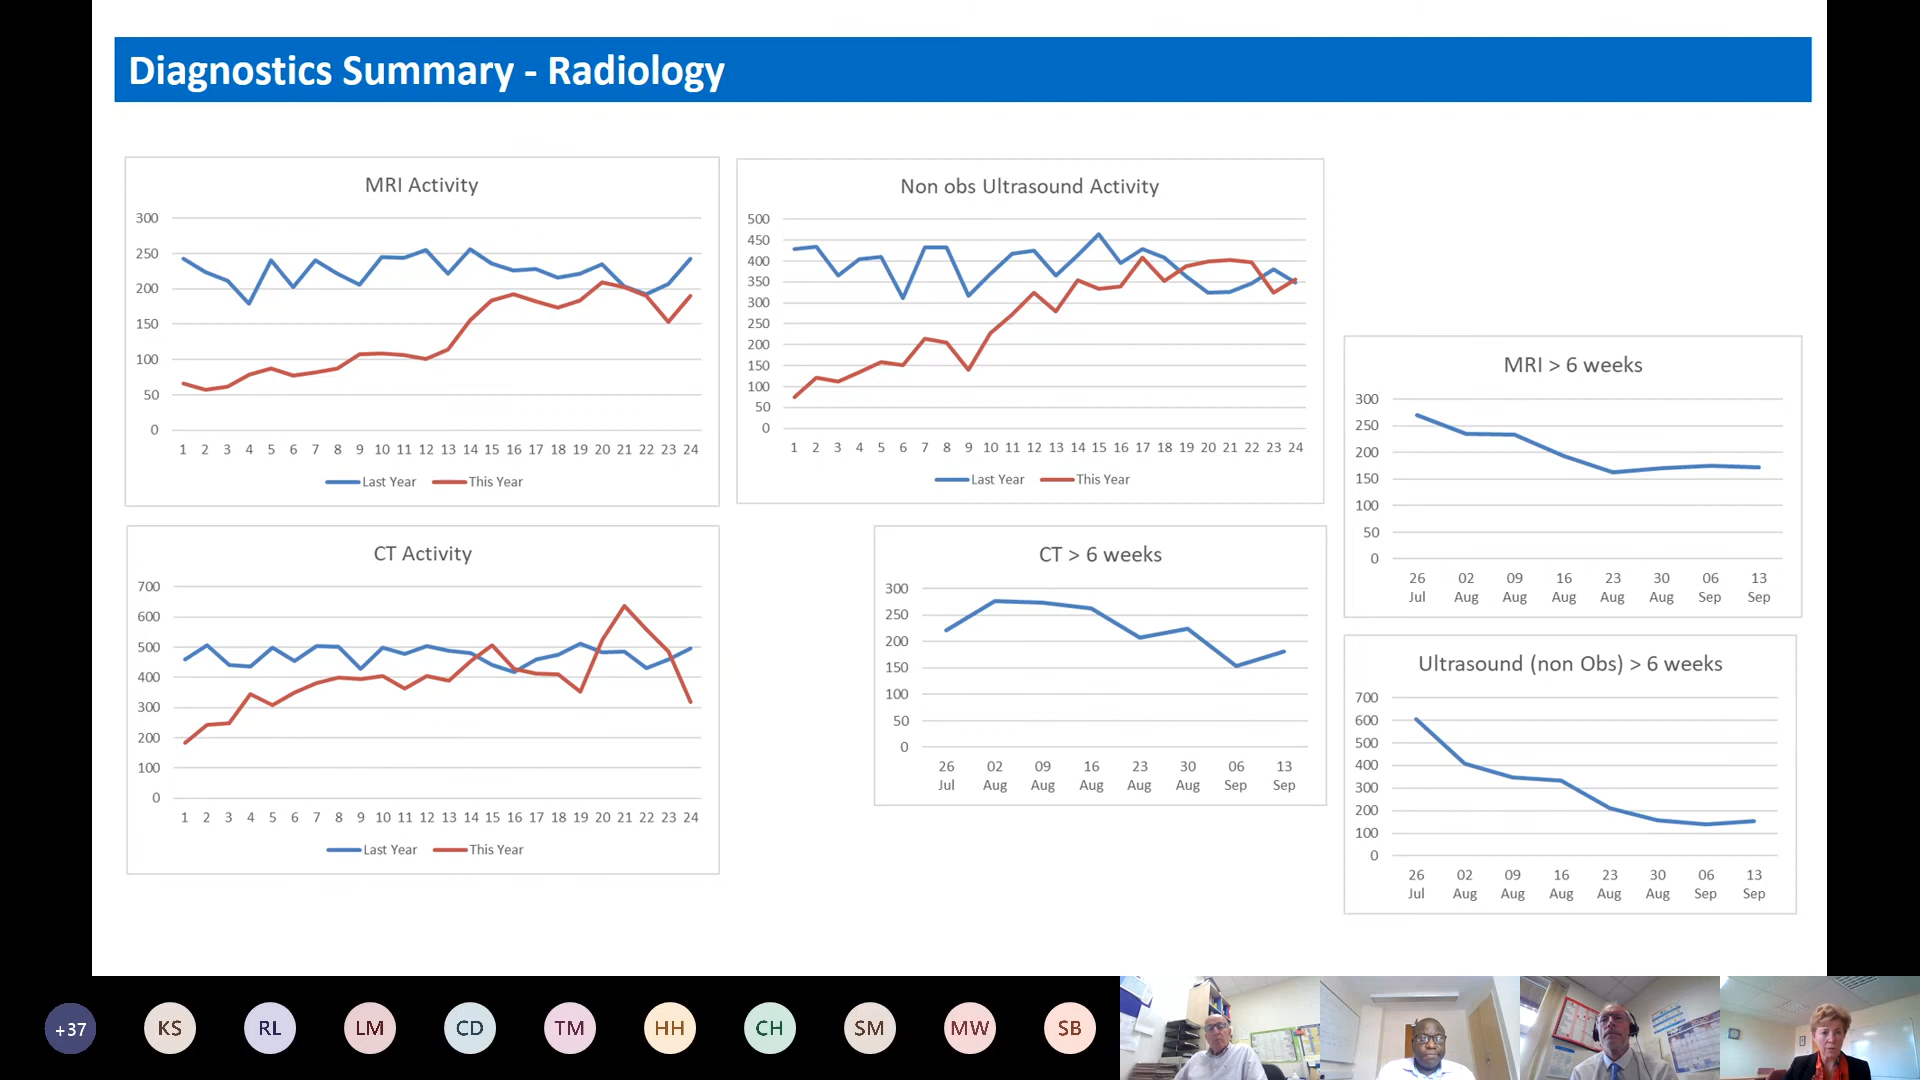 Diagnostics Summary - Radiology
MRI Activity
300
250
200
150
100
50
0
1 2 3 4 5 6 7 8 9 10 11 12 13 14 15 16 17 18 19 20 21 22 23 24
Last Year This Year
Non obs Ultrasound Activity
500
450
400
350
300
250
200
150
100
50
0
1 2 3 4 5 6 7 8 9 10 11 12 13 14 15 16 17 18 19 20 21 22 23 24
Last Year This Year
MRI > 6 weeks
300
250
200
150
100
50
0
26 02 09 16 23 30 06 13
Jul Aug Aug Aug Aug Aug Sep Sep
CT Activity
700
600
500
400
300
200
100
0
1 2 3 4 5 6 7 8 9 10 11 12 13 14 15 16 17 18 19 20 21 22 23 24
Last Year This Year
CT > 6 weeks
300
250
200
150
100
50
0
26 02 09 16 23 30 06 13
Jul Aug Aug Aug Aug Aug Sep Sep
Ultrasound (non Obs) > 6 weeks
700
600
500
400
300
200
100
0
26 02 09 16 23 30 06 13
Jul Aug Aug Aug Aug Aug Sep Sep
+37 KS RL LM CD TM HH CH SM MW SB